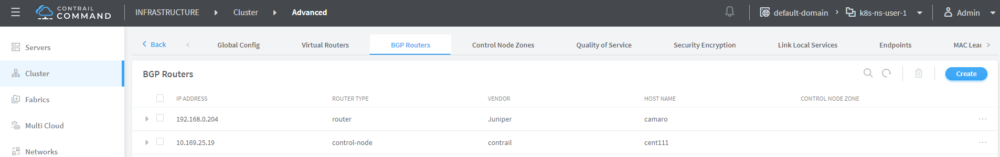 CONTRAIL
COMMAND
INFRASTRUCTURE
Cluster
Advanced
default-domain
k8s-ns-user-1
Admin
Servers
Cluster
Fabrics
Multi Cloud
Networks
Back
Global Config
Virtual Routers
BGP Routers
Control Node Zones
Quality of Service
Security Encryption
Link Local Services
Endpoints
MAC Lear
BGP Routers
Create
IP ADDRESS ROUTER TYPE VENDOR HOST NAME CONTROL NODE ZONE
192.168.0.204 router Juniper camaro
10.169.25.19 control-node contrail cent111